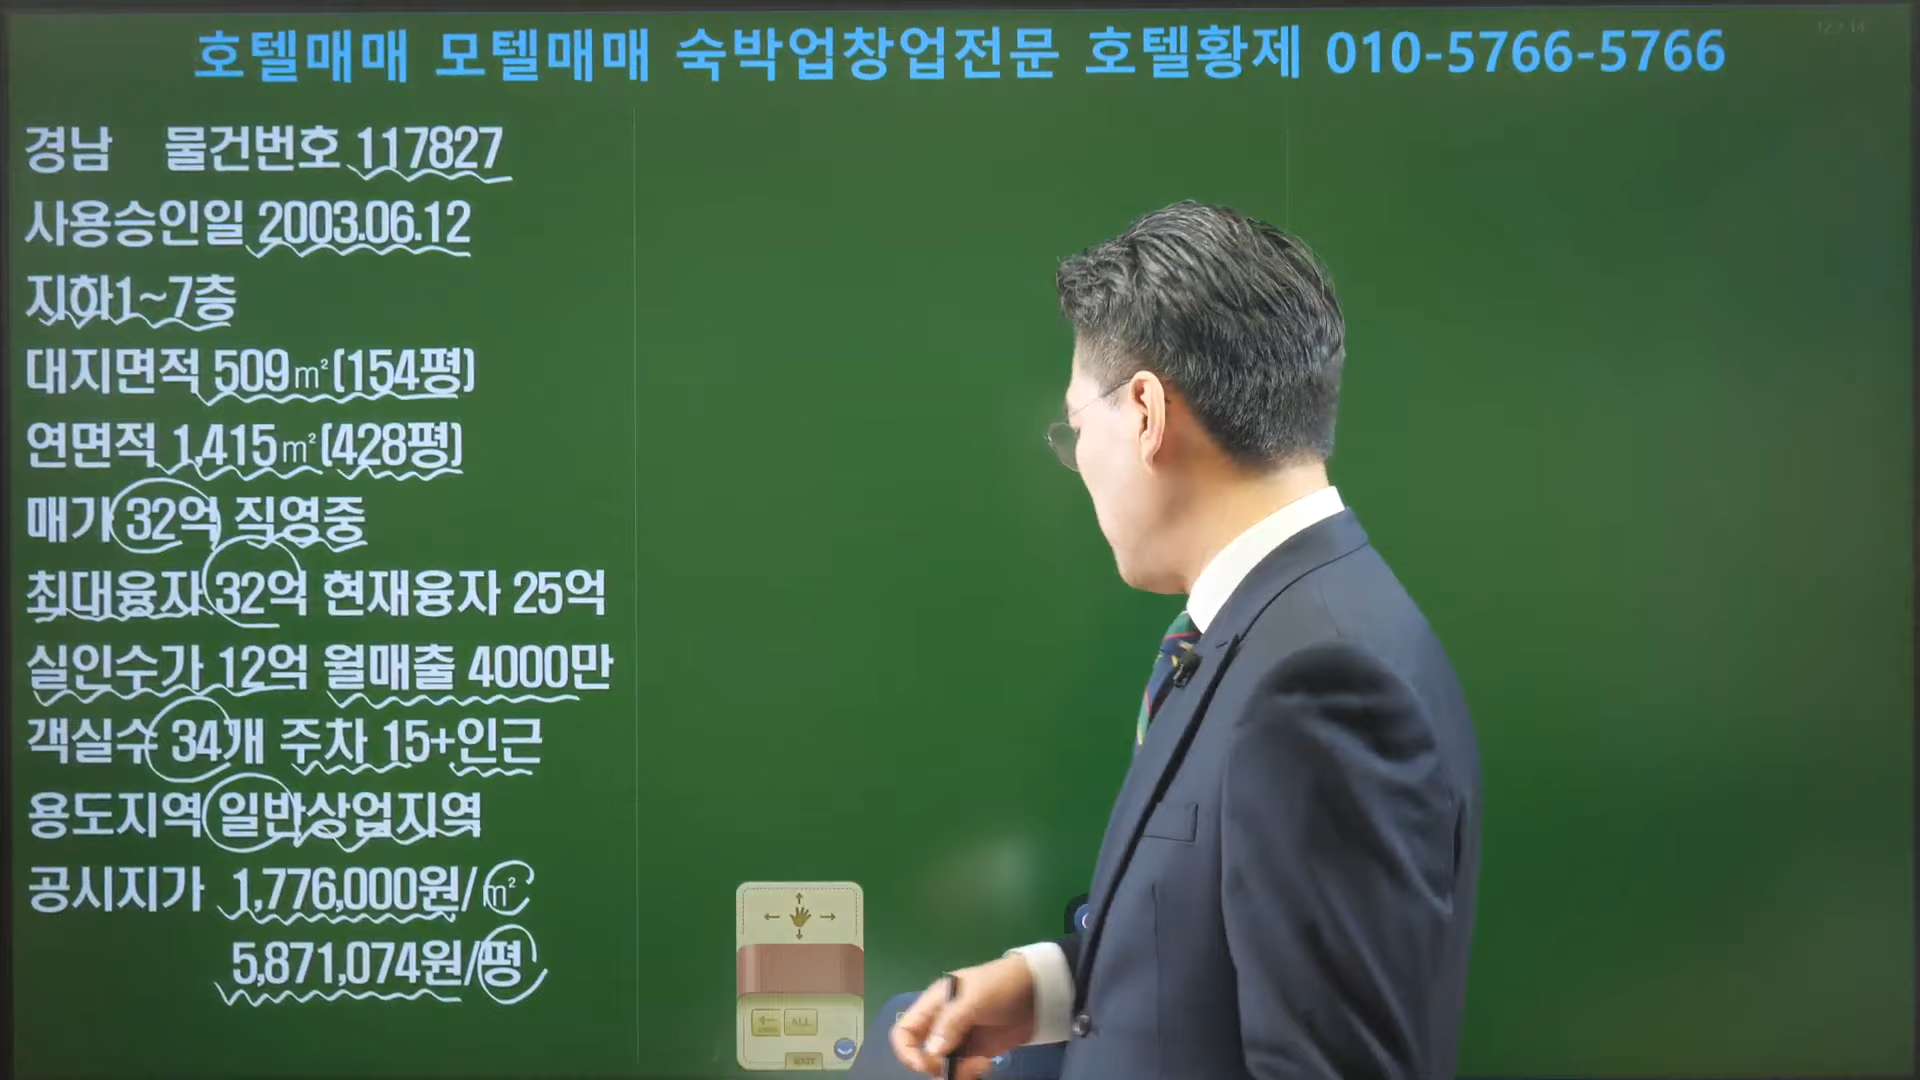 호텔매매 모텔매매 숙박업창업전문 호텔황제 010-5766-5766
12 / 14
경남 물건번호 117827
사용승인일 2003.06.12
지하1~7층
대지면적 509㎡(154평)
연면적 1,415㎡(428평)
매가 32억 직영중
최대융자 32억 현재융자 25억
실인수가 12억 월매출 4000만
객실수 34개 주차 15+인근
용도지역 일반상업지역
공시지가 1,776,000원/㎡
5,871,074원/평
ALL
EXIT